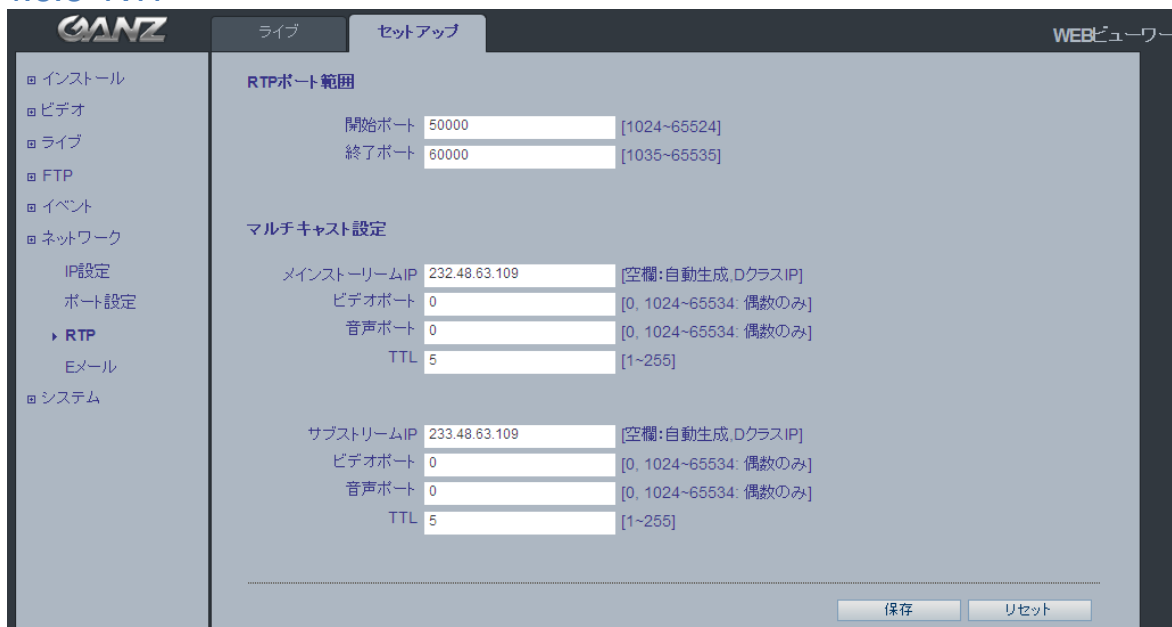 GANZ
ライブ
セットアップ
WEBビューワー
インストール
ビデオ
ライブ
FTP
イベント
ネットワーク
IP設定
ポート設定
RTP
Eメール
システム
RTPポート範囲
開始ポート 50000 [1024~65524]
終了ポート 60000 [1035~65535]
マルチキャスト設定
メインストーリームIP 232.48.63.109 [空欄:自動生成,DクラスIP]
ビデオポート 0 [0, 1024~65534: 偶数のみ]
音声ポート 0 [0, 1024~65534: 偶数のみ]
TTL 5 [1~255]
サブストリームIP 233.48.63.109 [空欄:自動生成,DクラスIP]
ビデオポート 0 [0, 1024~65534: 偶数のみ]
音声ポート 0 [0, 1024~65534: 偶数のみ]
TTL 5 [1~255]
保存
リセット